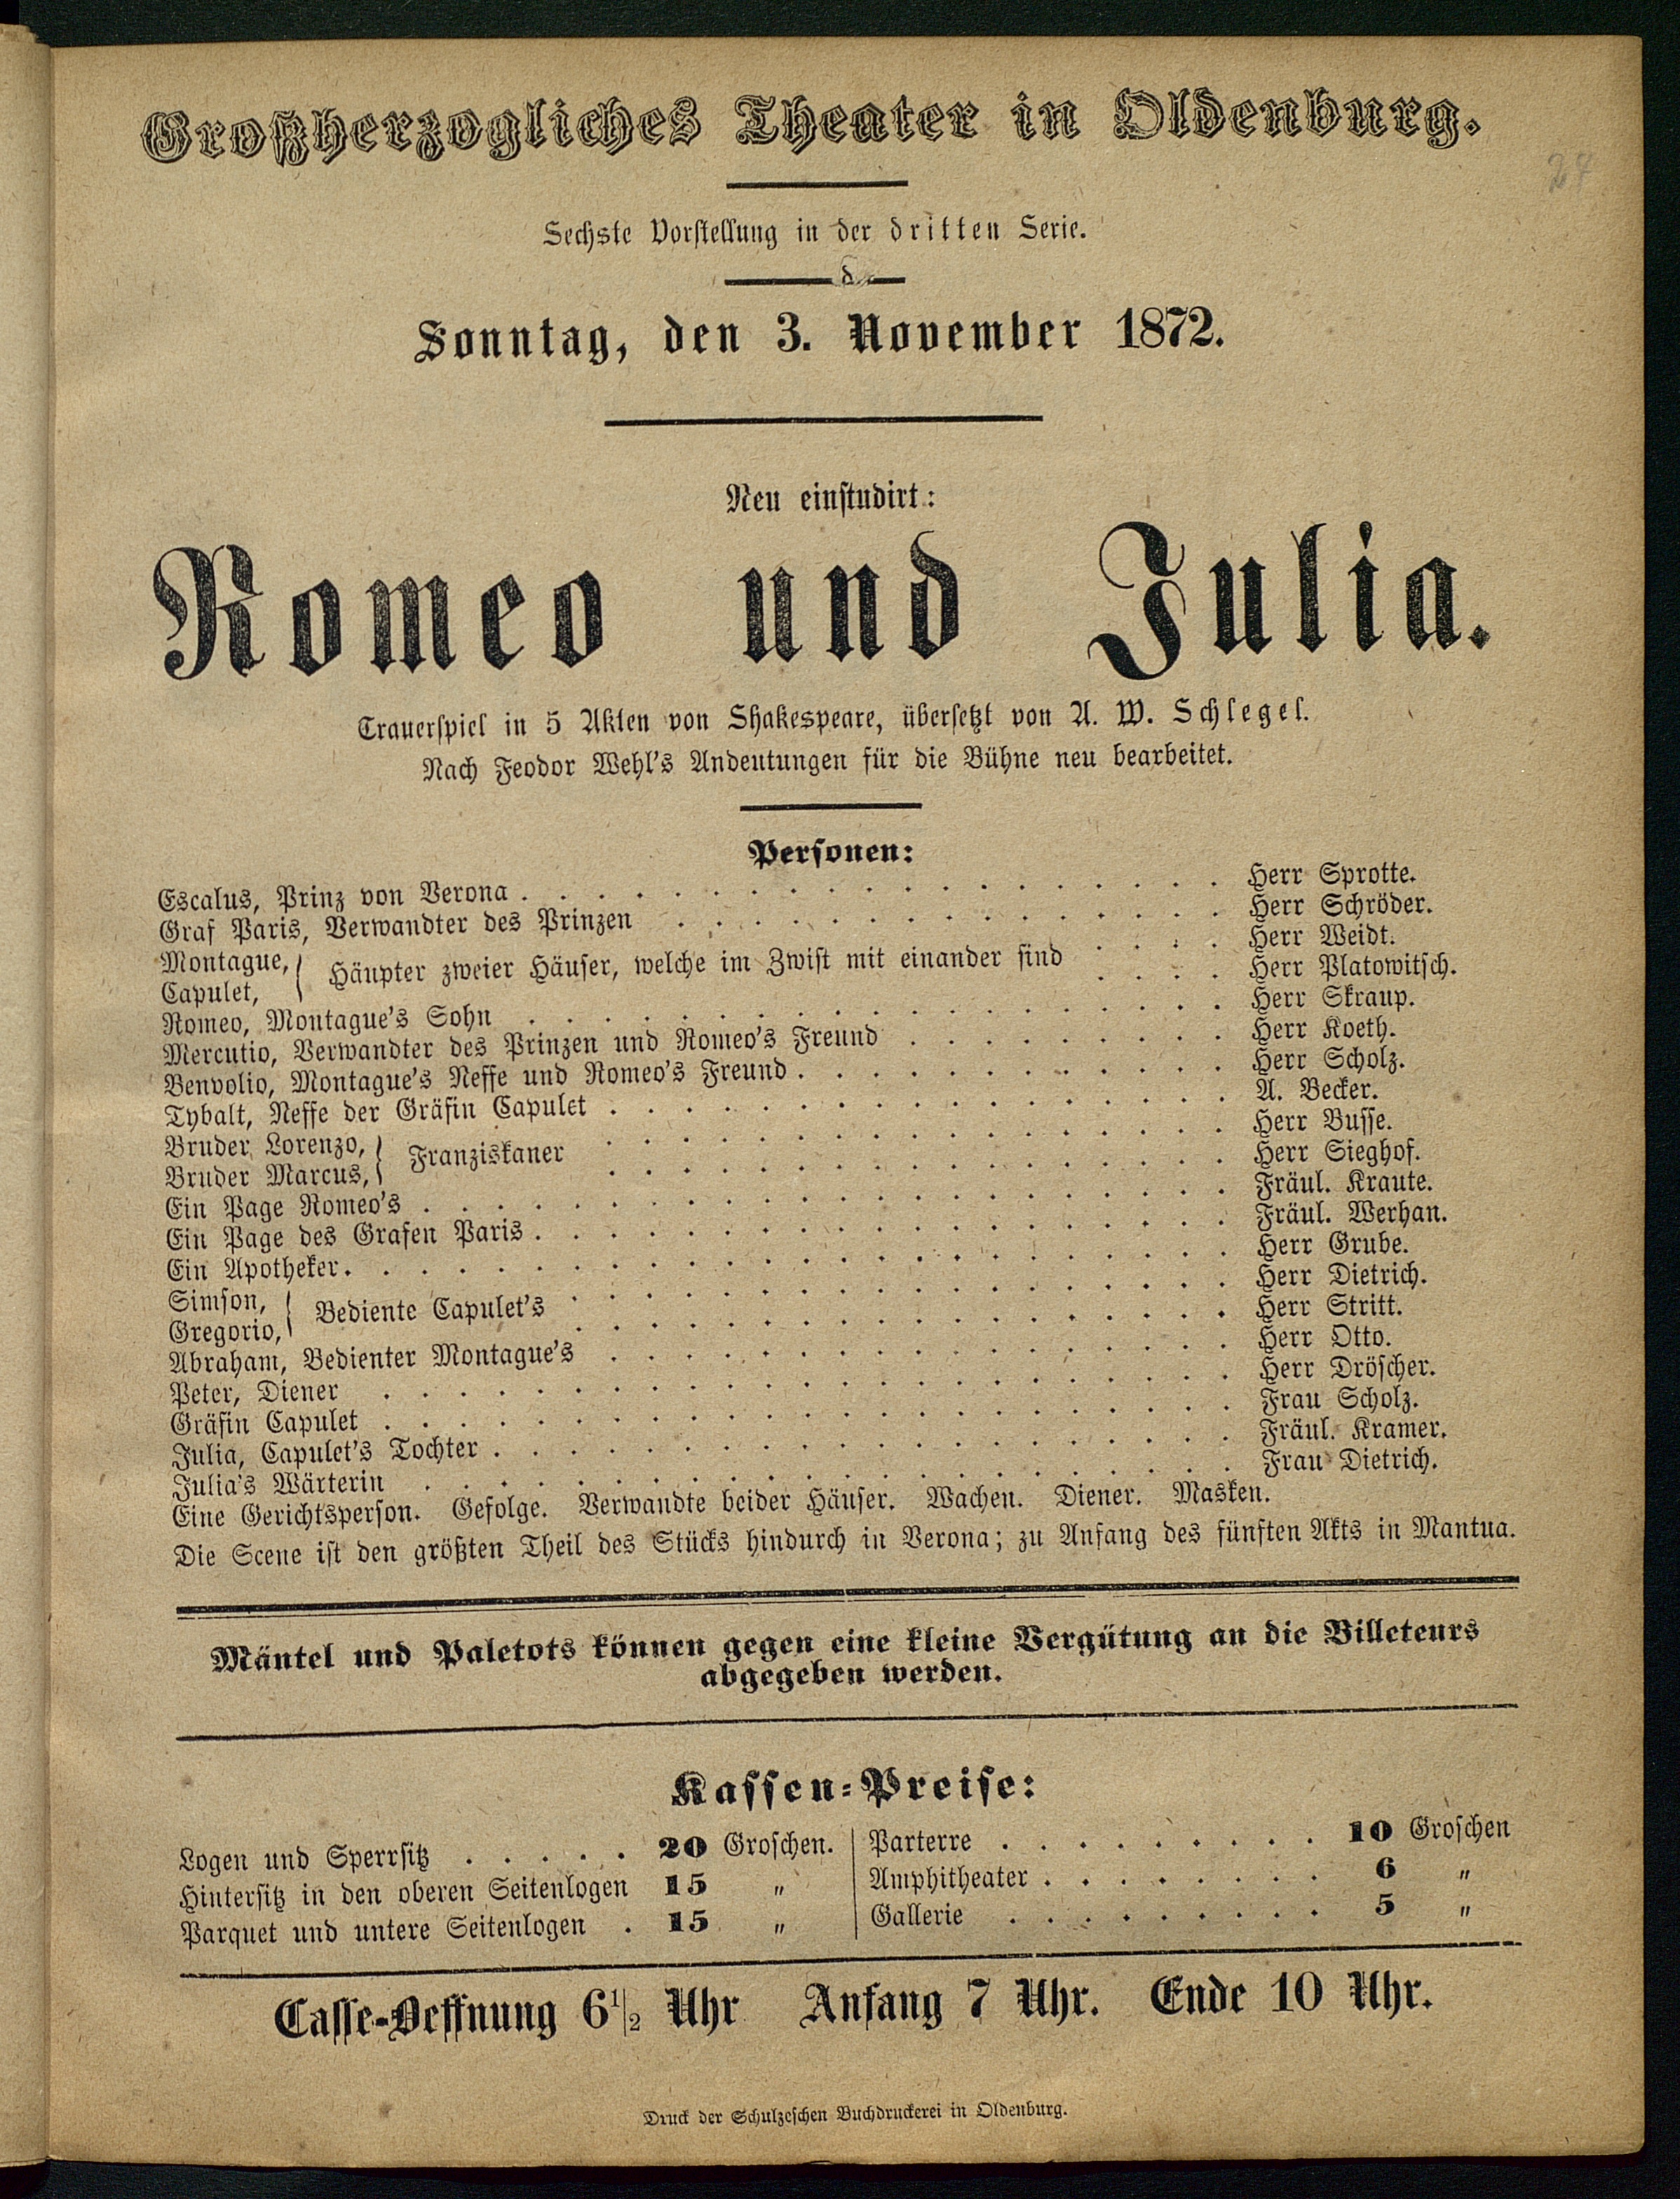 Großherzogliches Theater in Oldenburg.
27
Sechste Vorstellung in der dritten Serie.
Sonntag, den 3. November 1872.
Neu einstudirt:
Romeo und Julia.
Trauerspiel in 5 Akten von Shakespeare, übersetzt von A. W. Schlegel.
Nach Feodor Wehl's Andeutungen für die Bühne neu bearbeitet.
Personen:
Escalus, Prinz von Verona . . . . . Herr Sprotte.
Graf Paris, Verwandter des Prinzen . . . . . Herr Schröder.
Montague, } Häupter zweier Häuser, welche im Zwist mit einander sind . . . . Herr Weidt.
Capulet, . . . . Herr Platowitsch.
Romeo, Montague's Sohn . . . . . Herr Skraup.
Mercutio, Verwandter des Prinzen und Romeo's Freund . . . . . Herr Koeth.
Benvolio, Montague's Neffe und Romeo's Freund . . . . . Herr Scholz.
Tybalt, Neffe der Gräfin Capulet . . . . . A. Becker.
Bruder Lorenzo, } Franziskaner . . . . . Herr Busse.
Bruder Marcus, . . . . . Herr Sieghof.
Ein Page Romeo's . . . . . Fräul. Kraute.
Ein Page des Grafen Paris . . . . . Fräul. Werhan.
Ein Apotheker . . . . . Herr Grube.
Simson, } Bediente Capulet's . . . . . Herr Dietrich.
Gregorio, . . . . . Herr Stritt.
Abraham, Bedienter Montague's . . . . . Herr Otto.
Peter, Diener . . . . . Herr Dröscher.
Gräfin Capulet . . . . . Frau Scholz.
Julia, Capulet's Tochter . . . . . Fräul. Kramer.
Julia's Wärterin . . . . . Frau Dietrich.
Eine Gerichtsperson. Gefolge. Verwandte beider Häuser. Wachen. Diener. Masken.
Die Scene ist den größten Theil des Stücks hindurch in Verona; zu Anfang des fünften Akts in Mantua.
Mäntel und Paletots können gegen eine kleine Vergütung an die Billeteurs
abgegeben werden.
Kassen-Preise:
Logen und Sperrsitz . . . . . 20 Groschen.
Hintersitz in den oberen Seitenlogen 15 "
Parquet und untere Seitenlogen . 15 "
Parterre . . . . . 10 Groschen
Amphitheater . . . . . 6 "
Gallerie . . . . . 5 "
Casse-Oeffnung 6 1/2 Uhr Anfang 7 Uhr. Ende 10 Uhr.
Druck der Schulzeschen Buchdruckerei in Oldenburg.